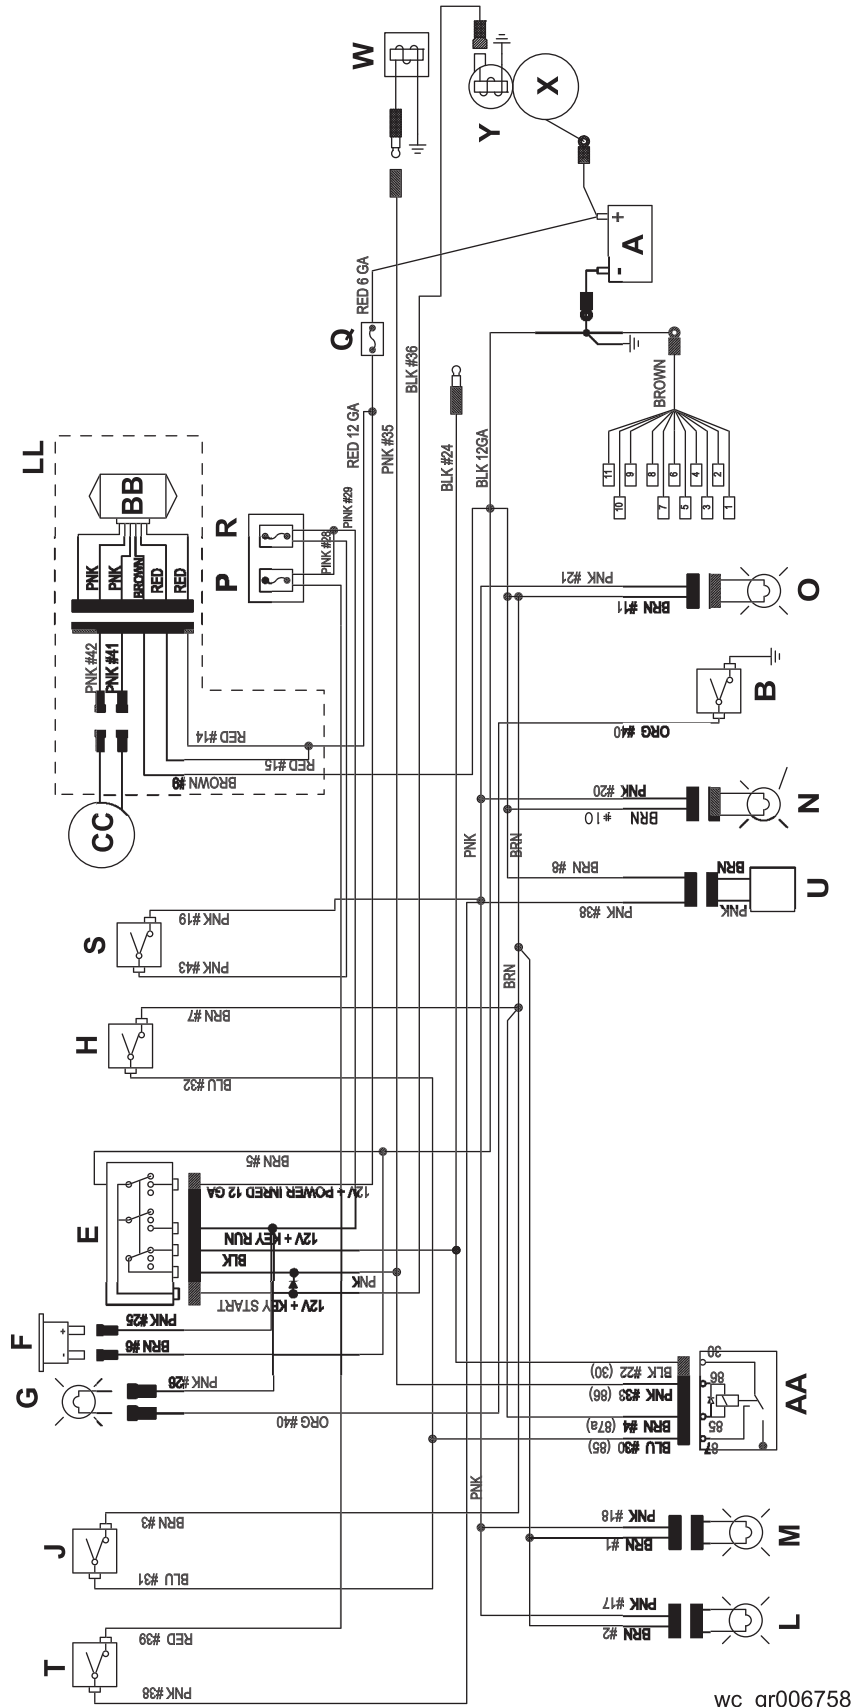 W
Y
X
+
-
A
RED 6 GA
Q
BLK #36
BROWN
LL
RED 12 GA
PNK #35
BLK #24
BLK 12GA
11
9
8
6
4
2
10
7
5
3
1
BB
R
P
PINK #29
PINK #28
PNK
PNK
BROWN
RED
RED
PNK #21
BRN #11
O
PNK #42
PNK #41
B
RED #14
ORG #40
RED #15
BROWN #9
PNK #20
BRN #10
N
CC
PNK
BRN
BRN #8
BRN
U
PNK #38
PNK
S
PNK #19
PNK #43
BRN
H
BRN #7
BLU #32
BRN #5
E
12V + POWER INRED 12 GA
12V + KEY RUN
BLK
PNK
12V + KEY START
F
+
-
PNK #25
BRN #6
G
PNK #26
ORG #40
BLK #22 (30)
PNK #33 (86)
BRN #4 (87a)
BLU #30 (85)
30
86
85
87
AA
PNK
J
BRN #3
BLU #31
PNK #18
BRN #1
M
T
RED #39
PNK #38
PNK #17
BRN #2
L
wc_gr006758